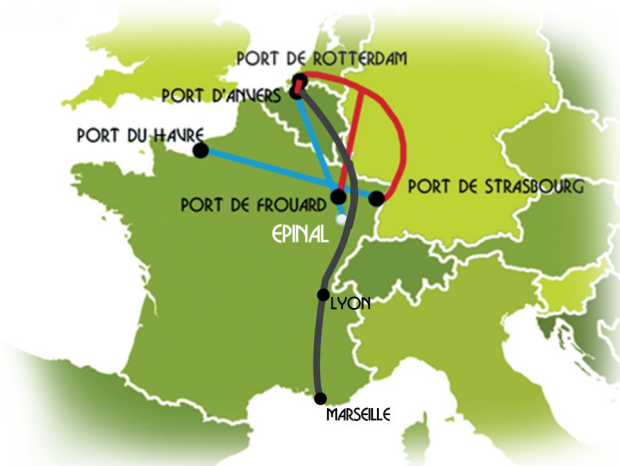 PORT DE ROTTERDAM
PORT D'ANVERS
PORT DU HAVRE
PORT DE STRASBOURG
PORT DE FROUARD
EPINAL
LYON
MARSEILLE